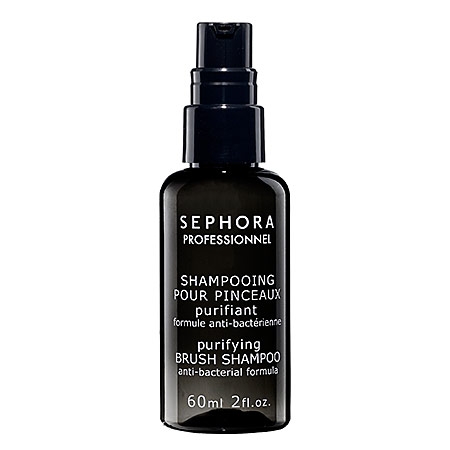 SEPHORA
PROFESSIONNEL
SHAMPOOING
POUR PINCEAUX
purifiant
formule anti-bactérienne
purifying
BRUSH SHAMPOO
anti-bacterial formula
60ml 2fl.oz.